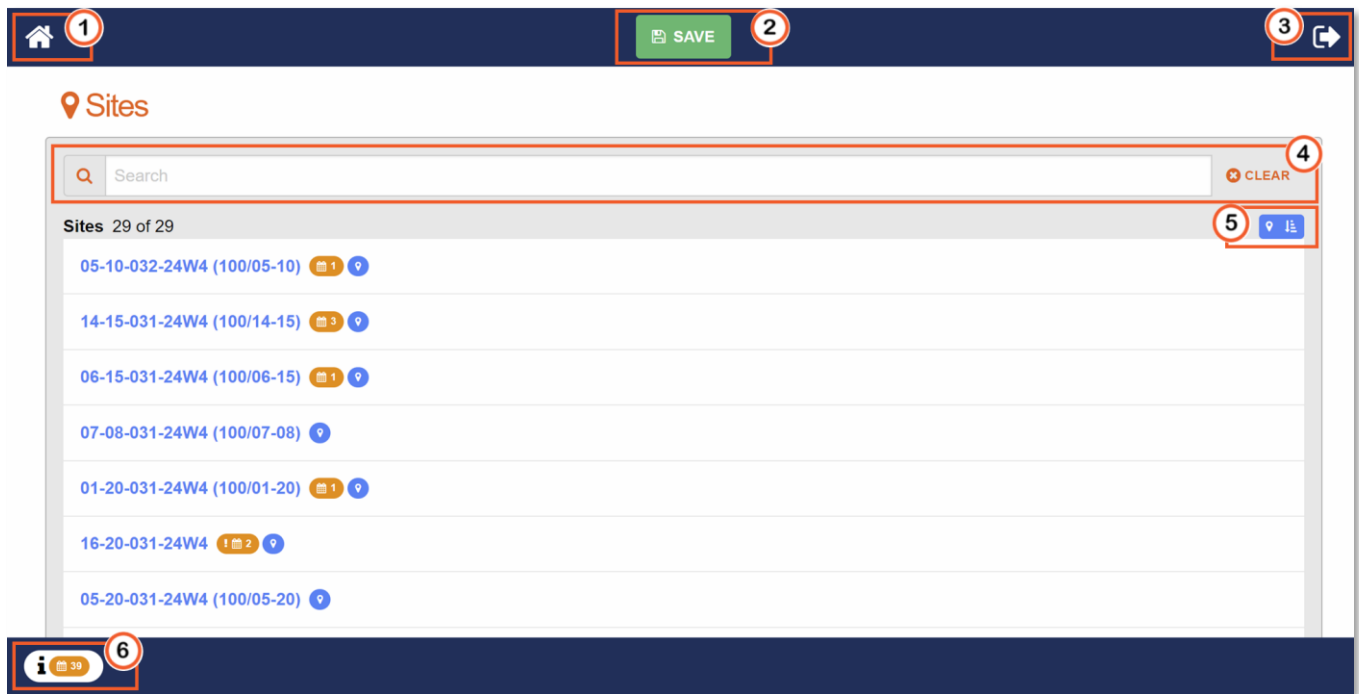 1
SAVE
2
3
Sites
Search
CLEAR
4
Sites 29 of 29
5
05-10-032-24W4 (100/05-10) 1
14-15-031-24W4 (100/14-15) 3
06-15-031-24W4 (100/06-15) 1
07-08-031-24W4 (100/07-08)
01-20-031-24W4 (100/01-20) 1
16-20-031-24W4 ! 2
05-20-031-24W4 (100/05-20)
i 39
6